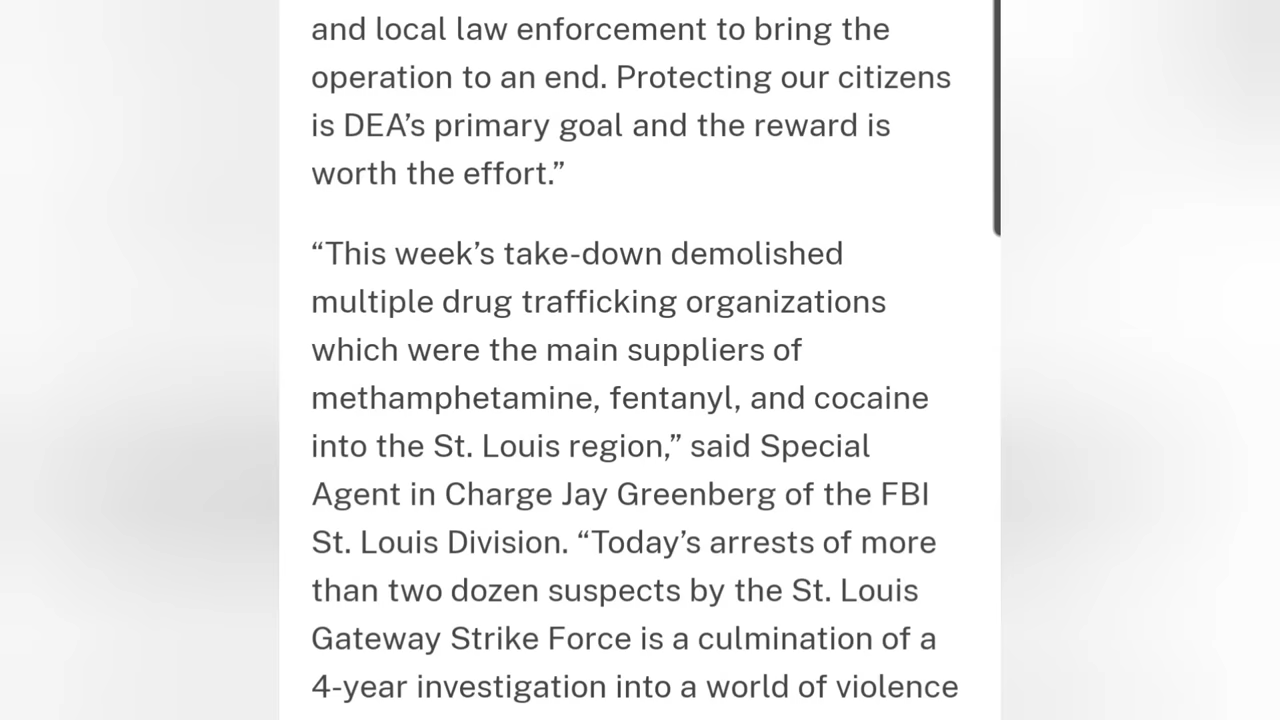 and local law enforcement to bring the
operation to an end. Protecting our citizens
is DEA’s primary goal and the reward is
worth the effort.”
“This week’s take-down demolished
multiple drug trafficking organizations
which were the main suppliers of
methamphetamine, fentanyl, and cocaine
into the St. Louis region,” said Special
Agent in Charge Jay Greenberg of the FBI
St. Louis Division. “Today’s arrests of more
than two dozen suspects by the St. Louis
Gateway Strike Force is a culmination of a
4-year investigation into a world of violence